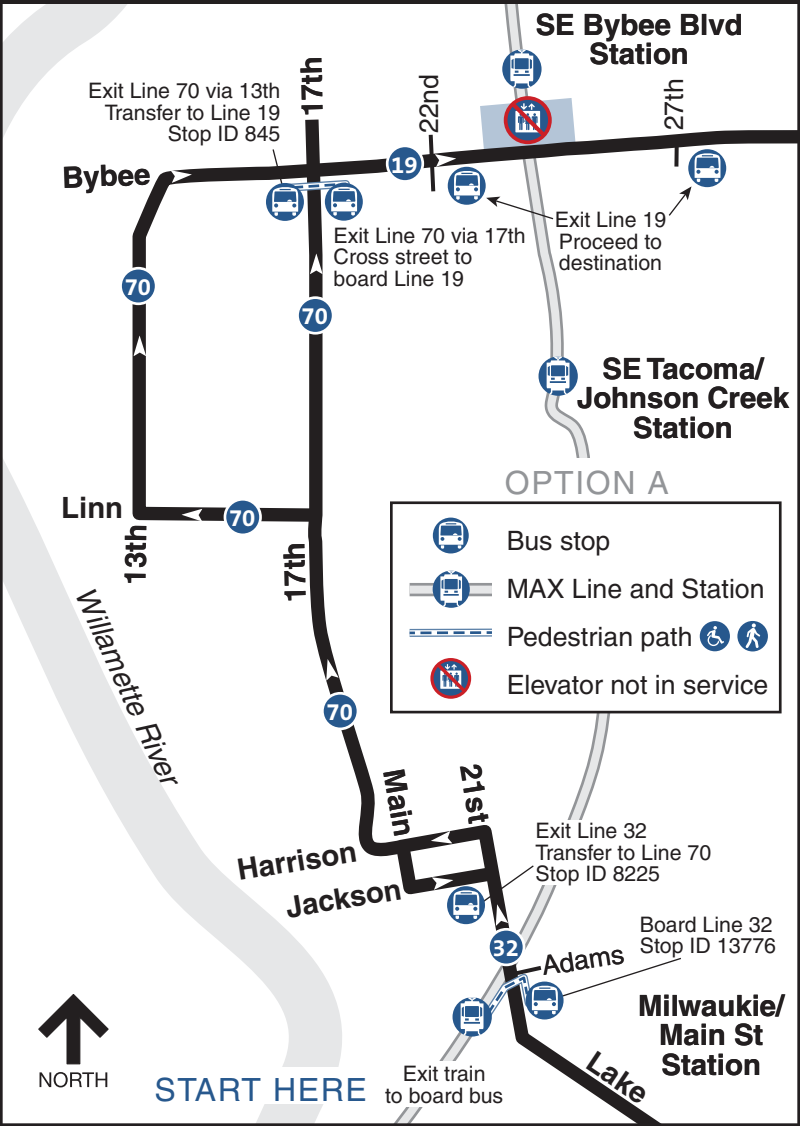 SE Bybee Blvd
Station
Exit Line 70 via 13th
Transfer to Line 19
Stop ID 845
17th
22nd
27th
Bybee
19
Exit Line 70 via 17th
Cross street to
board Line 19
Exit Line 19
Proceed to
destination
70
70
SE Tacoma/
Johnson Creek
Station
OPTION A
Linn
70
13th
17th
Bus stop
MAX Line and Station
Pedestrian path
Elevator not in service
Willamette River
70
Main
21st
Harrison
Jackson
Exit Line 32
Transfer to Line 70
Stop ID 8225
32
Adams
Board Line 32
Stop ID 13776
Milwaukie/
Main St
Station
Lake
NORTH
START HERE
Exit train
to board bus